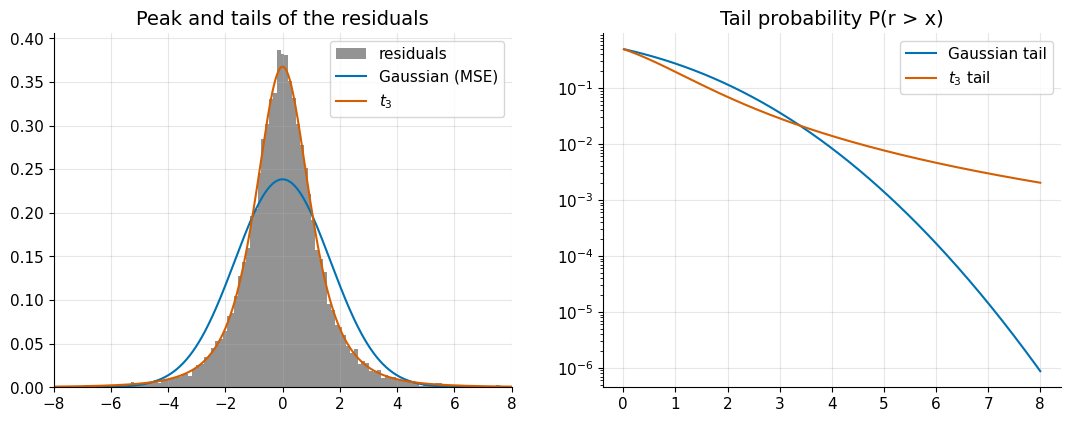 Peak and tails of the residuals
0.40
0.35
0.30
0.25
0.20
0.15
0.10
0.05
0.00
−8 −6 −4 −2 0 2 4 6 8
residuals
Gaussian (MSE)
t₃
Tail probability P(r > x)
10⁻¹
10⁻²
10⁻³
10⁻⁴
10⁻⁵
10⁻⁶
0 1 2 3 4 5 6 7 8
Gaussian tail
t₃ tail